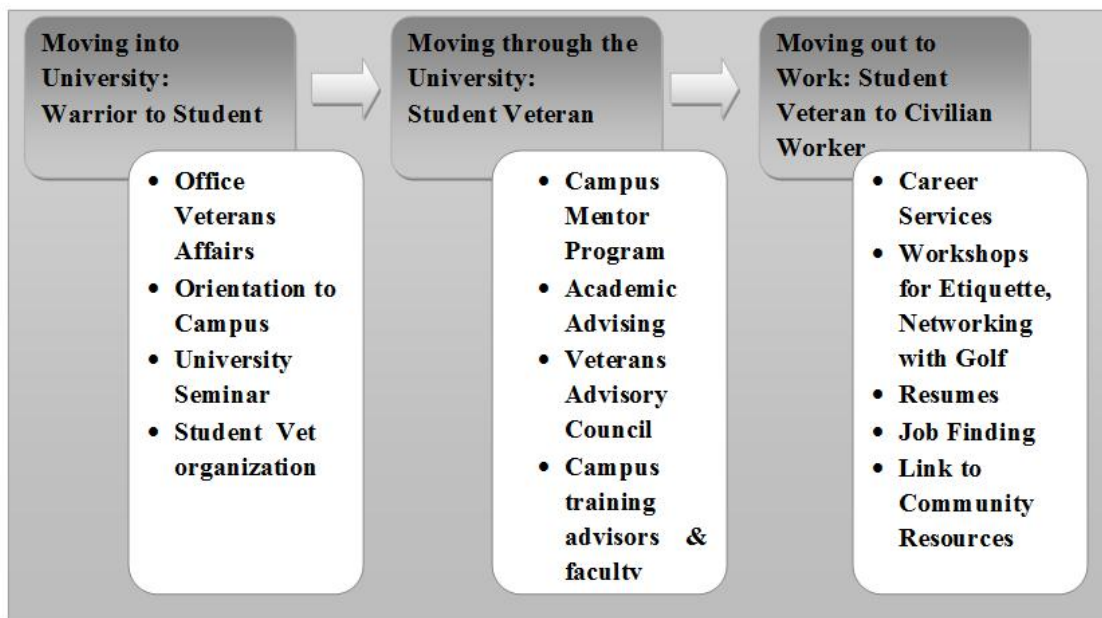 Moving into
University:
Warrior to Student
• Office
Veterans
Affairs
• Orientation to
Campus
• University
Seminar
• Student Vet
organization
Moving through the
University:
Student Veteran
• Campus
Mentor
Program
• Academic
Advising
• Veterans
Advisory
Council
• Campus
training
advisors &
faculty
Moving out to
Work: Student
Veteran to Civilian
Worker
• Career
Services
• Workshops
for Etiquette,
Networking
with Golf
• Resumes
• Job Finding
• Link to
Community
Resources